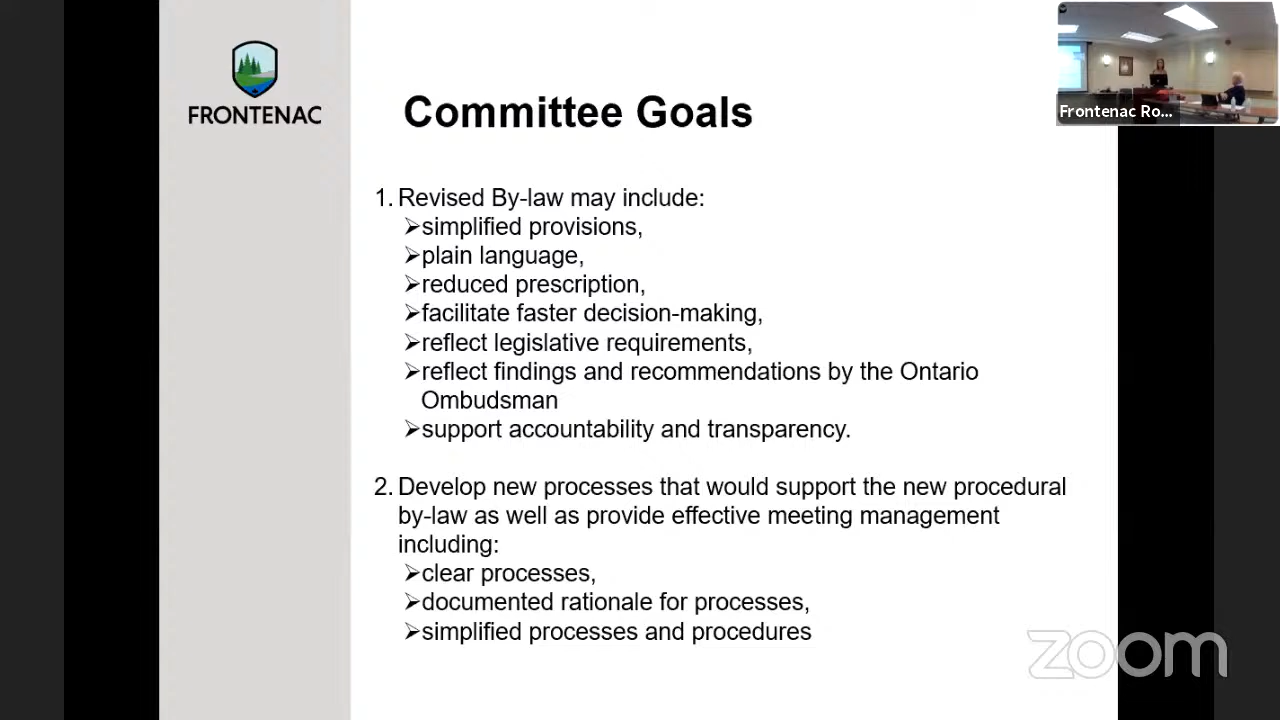 FRONTENAC
Committee Goals
Frontenac Ro...
1. Revised By-law may include:
➢simplified provisions,
➢plain language,
➢reduced prescription,
➢facilitate faster decision-making,
➢reflect legislative requirements,
➢reflect findings and recommendations by the Ontario
Ombudsman
➢support accountability and transparency.
2. Develop new processes that would support the new procedural
by-law as well as provide effective meeting management
including:
➢clear processes,
➢documented rationale for processes,
➢simplified processes and procedures
zoom